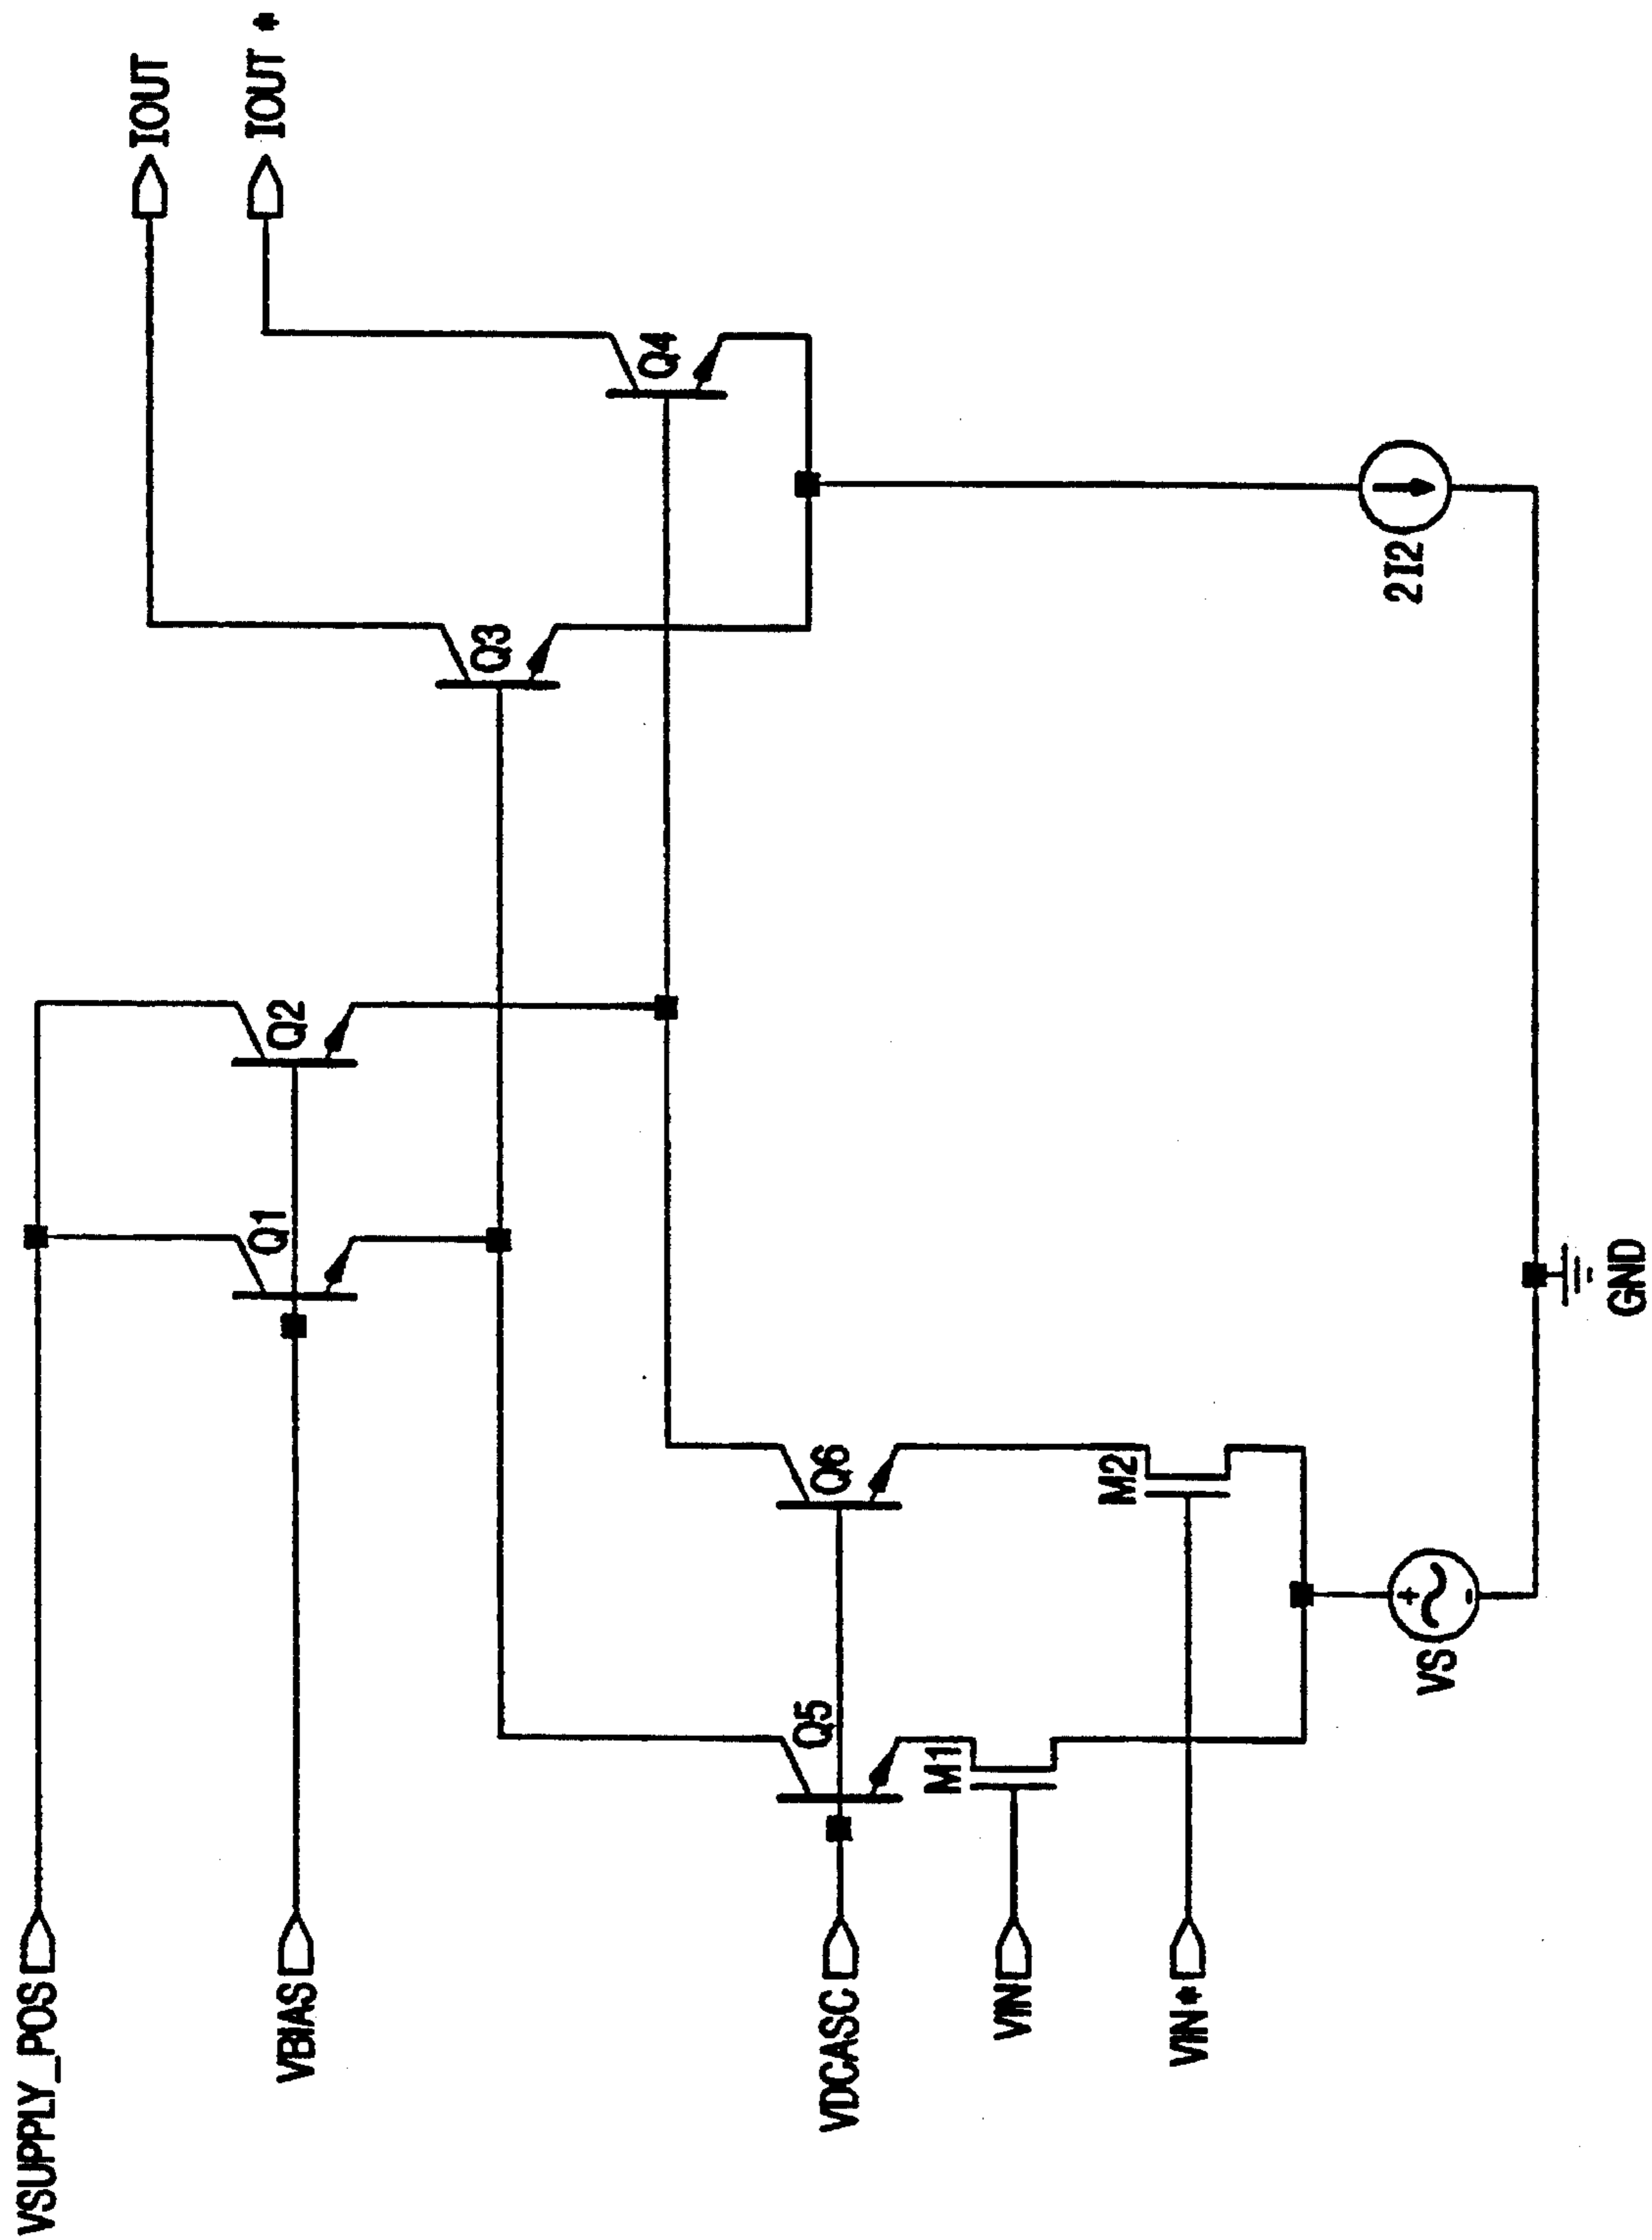 VSUPPLY_POS
VBIAS
VDCASC
VIN
VIN*
Q1
Q2
Q3
Q4
Q5
Q6
M1
M2
VS
2I2
GND
IOUT
IOUT*